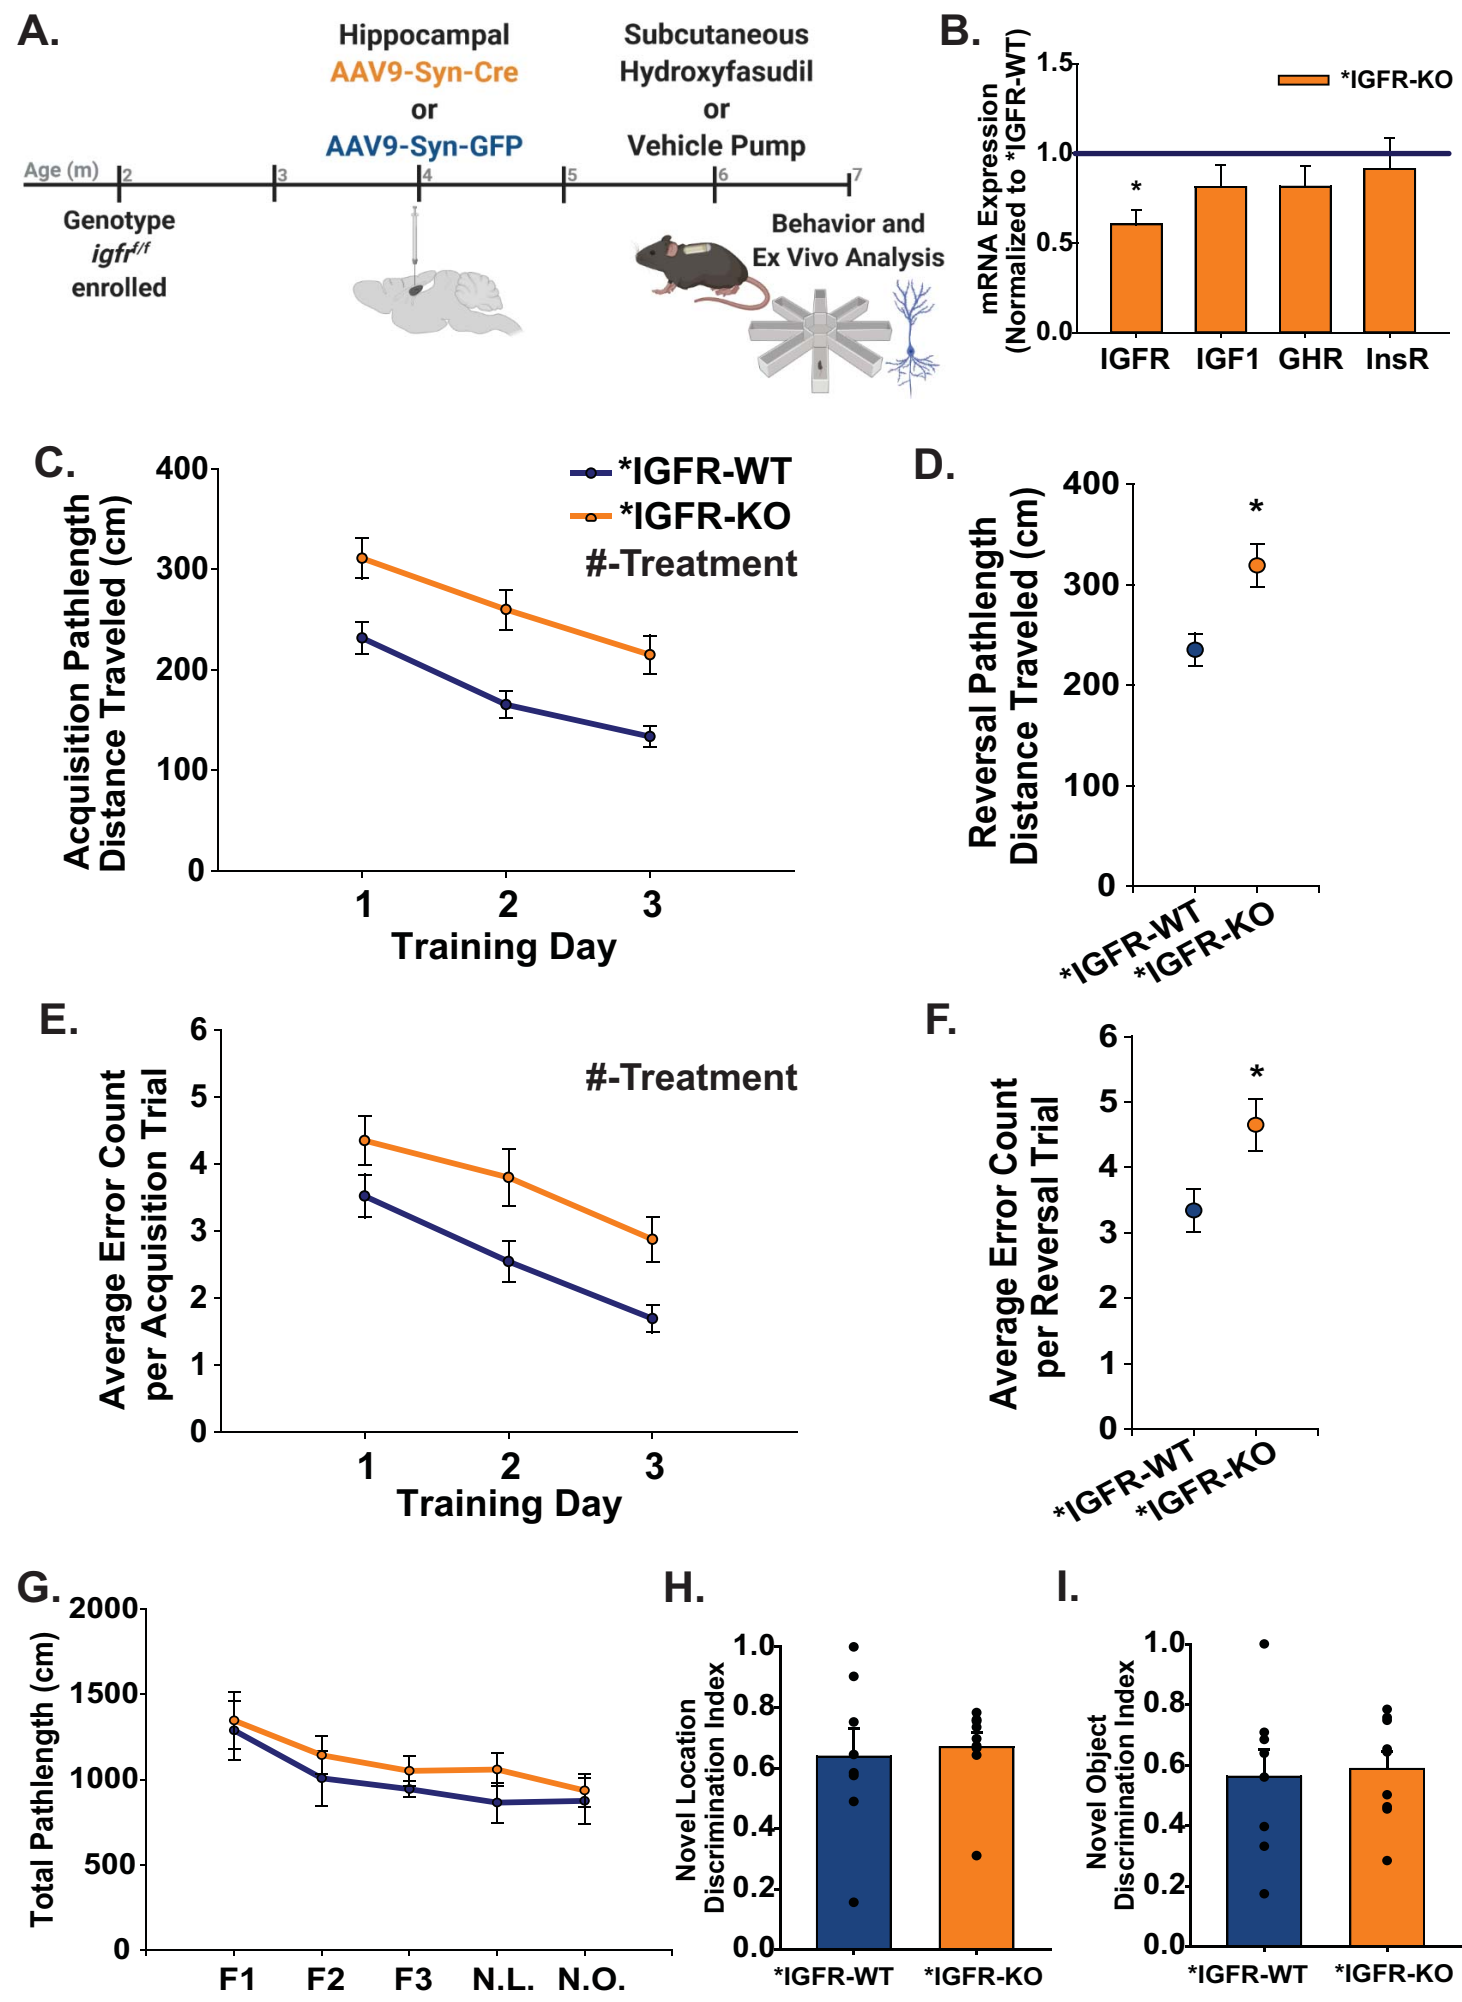 A.
Hippocampal
AAV9-Syn-Cre
or
AAV9-Syn-GFP
Subcutaneous
Hydroxyfasudil
or
Vehicle Pump
Age (m)
2
3
4
5
6
7
Genotype
igfr^f/f
enrolled
Behavior and
Ex Vivo Analysis
B.
mRNA Expression
(Normalized to *IGFR-WT)
1.5
1.0
0.5
0.0
*IGFR-KO
*
IGFR
IGF1
GHR
InsR
C.
Acquisition Pathlength
Distance Traveled (cm)
400
300
200
100
0
*IGFR-WT
*IGFR-KO
#-Treatment
1
2
3
Training Day
D.
Reversal Pathlength
Distance Traveled (cm)
400
300
200
100
0
*
*IGFR-WT
*IGFR-KO
E.
Average Error Count
per Acquisition Trial
6
5
4
3
2
1
0
#-Treatment
1
2
3
Training Day
F.
Average Error Count
per Reversal Trial
6
5
4
3
2
1
0
*
*IGFR-WT
*IGFR-KO
G.
Total Pathlength (cm)
2000
1500
1000
500
0
F1
F2
F3
N.L.
N.O.
H.
Novel Location
Discrimination Index
1.0
0.8
0.6
0.4
0.2
0.0
*IGFR-WT
*IGFR-KO
I.
Novel Object
Discrimination Index
1.0
0.8
0.6
0.4
0.2
0.0
*IGFR-WT
*IGFR-KO